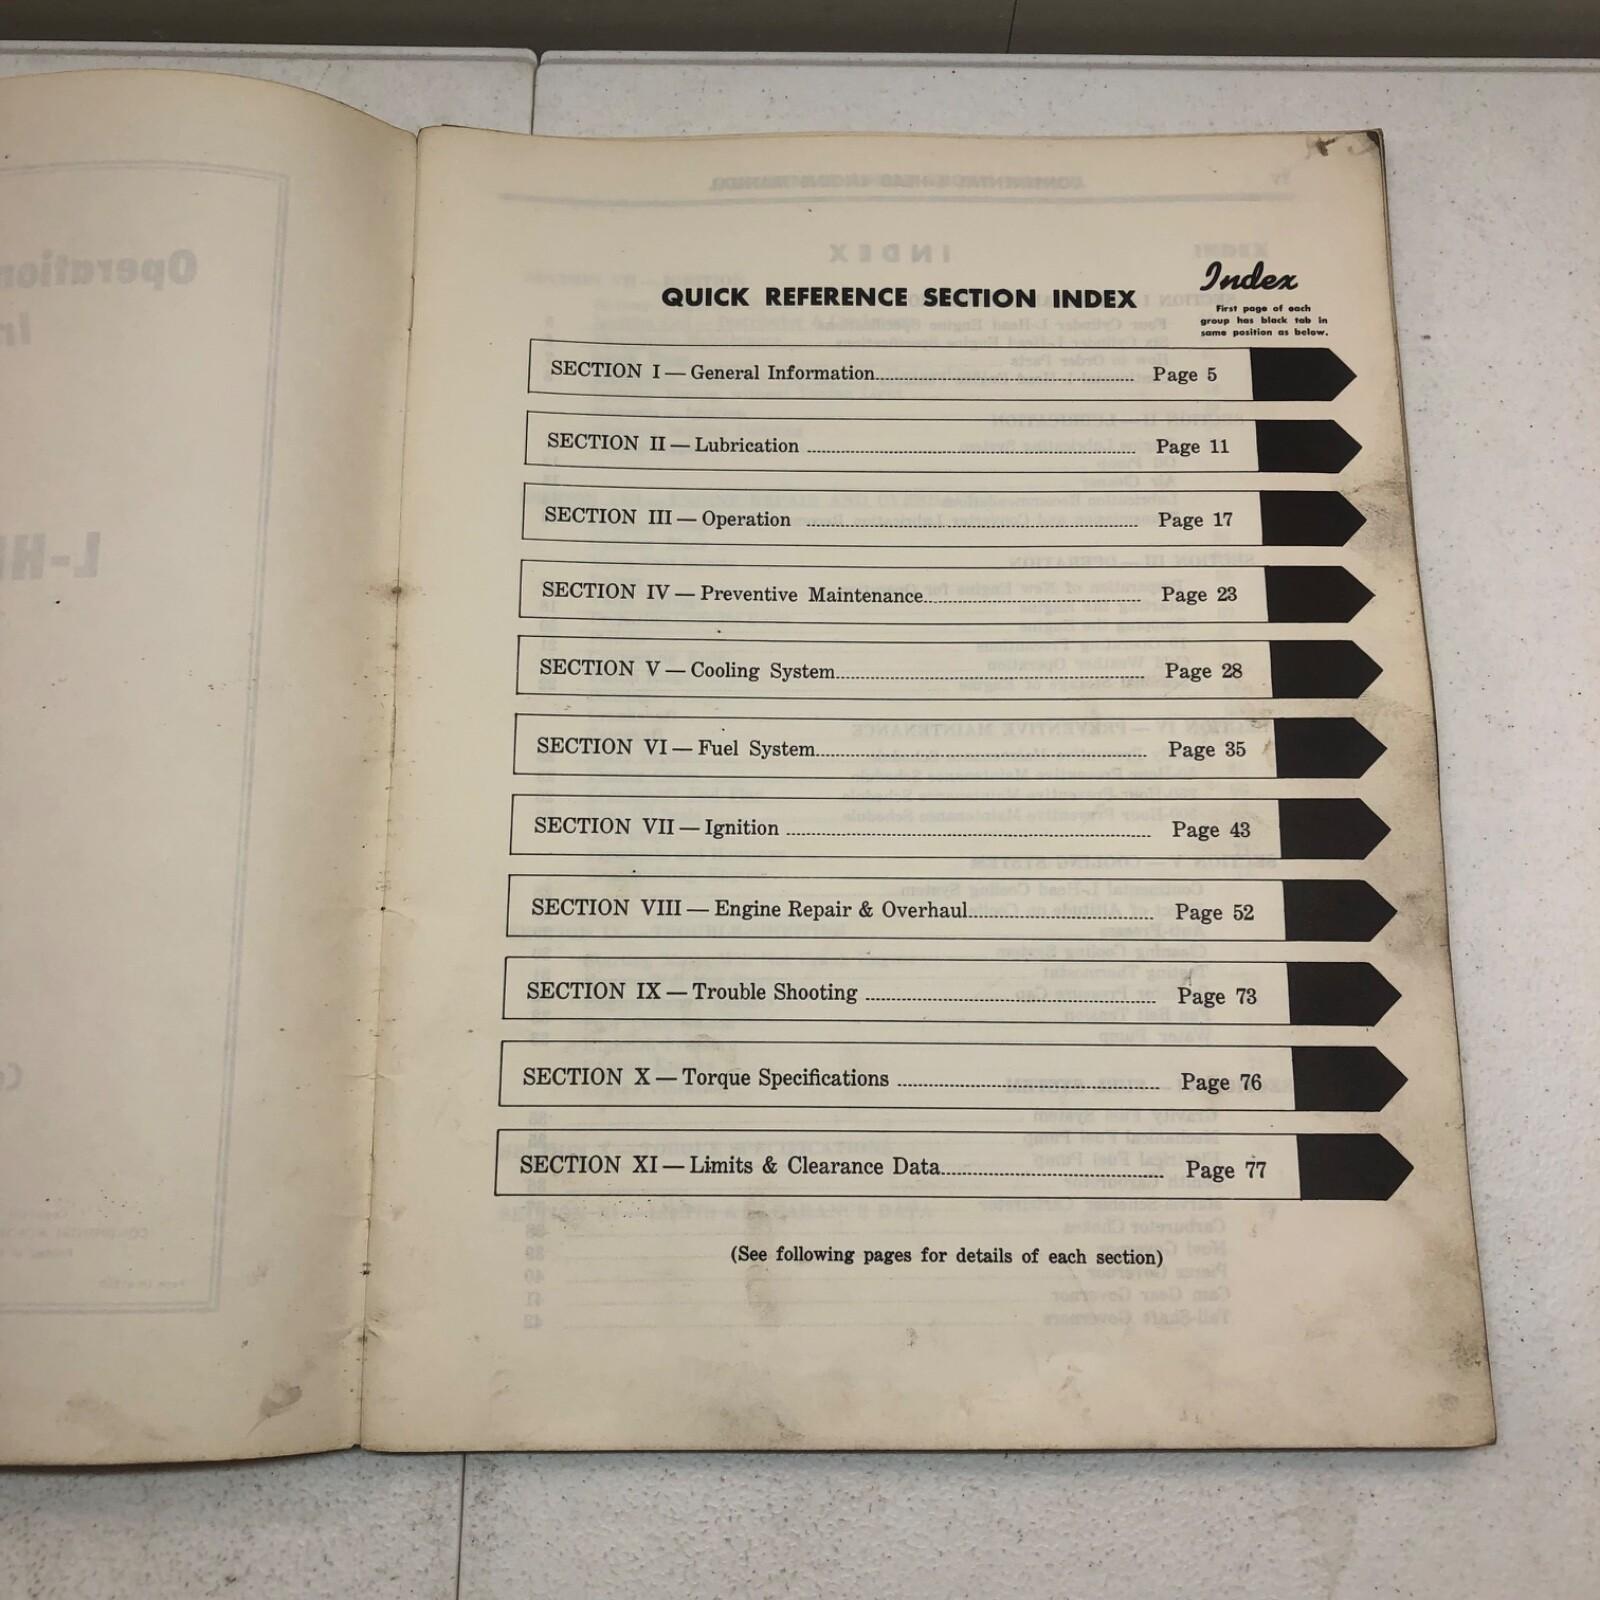 Index
First page of each
group has black tab in
same position as below.
QUICK REFERENCE SECTION INDEX
SECTION I — General Information Page 5
SECTION II — Lubrication Page 11
SECTION III — Operation Page 17
SECTION IV — Preventive Maintenance Page 23
SECTION V — Cooling System Page 28
SECTION VI — Fuel System Page 35
SECTION VII — Ignition Page 43
SECTION VIII — Engine Repair & Overhaul Page 52
SECTION IX — Trouble Shooting Page 73
SECTION X — Torque Specifications Page 76
SECTION XI — Limits & Clearance Data Page 77
(See following pages for details of each section)